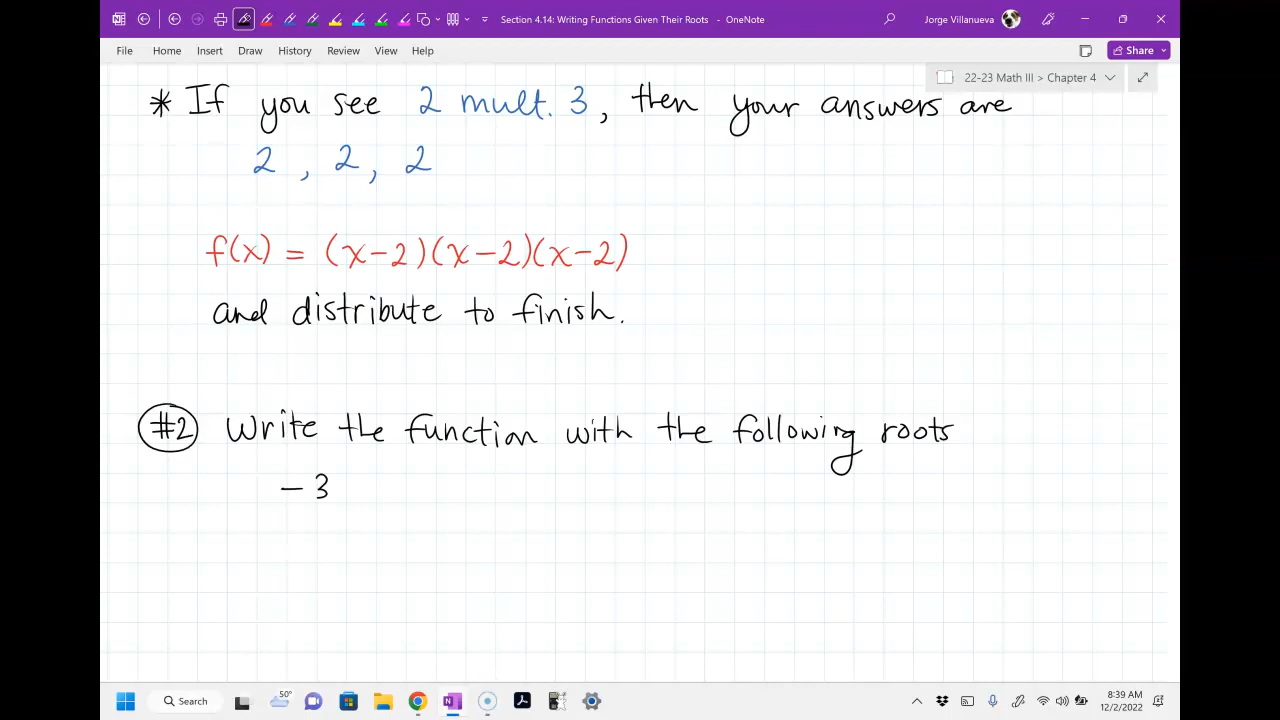 Section 4.14: Writing Functions Given Their Roots - OneNote
Jorge Villanueva
File Home Insert Draw History Review View Help
Share
22-23 Math III > Chapter 4
* If you see 2 mult. 3, then your answers are
2, 2, 2
f(x) = (x-2)(x-2)(x-2)
and distribute to finish.
#2 Write the function with the following roots
-3
Search
50°
8:39 AM
12/2/2022